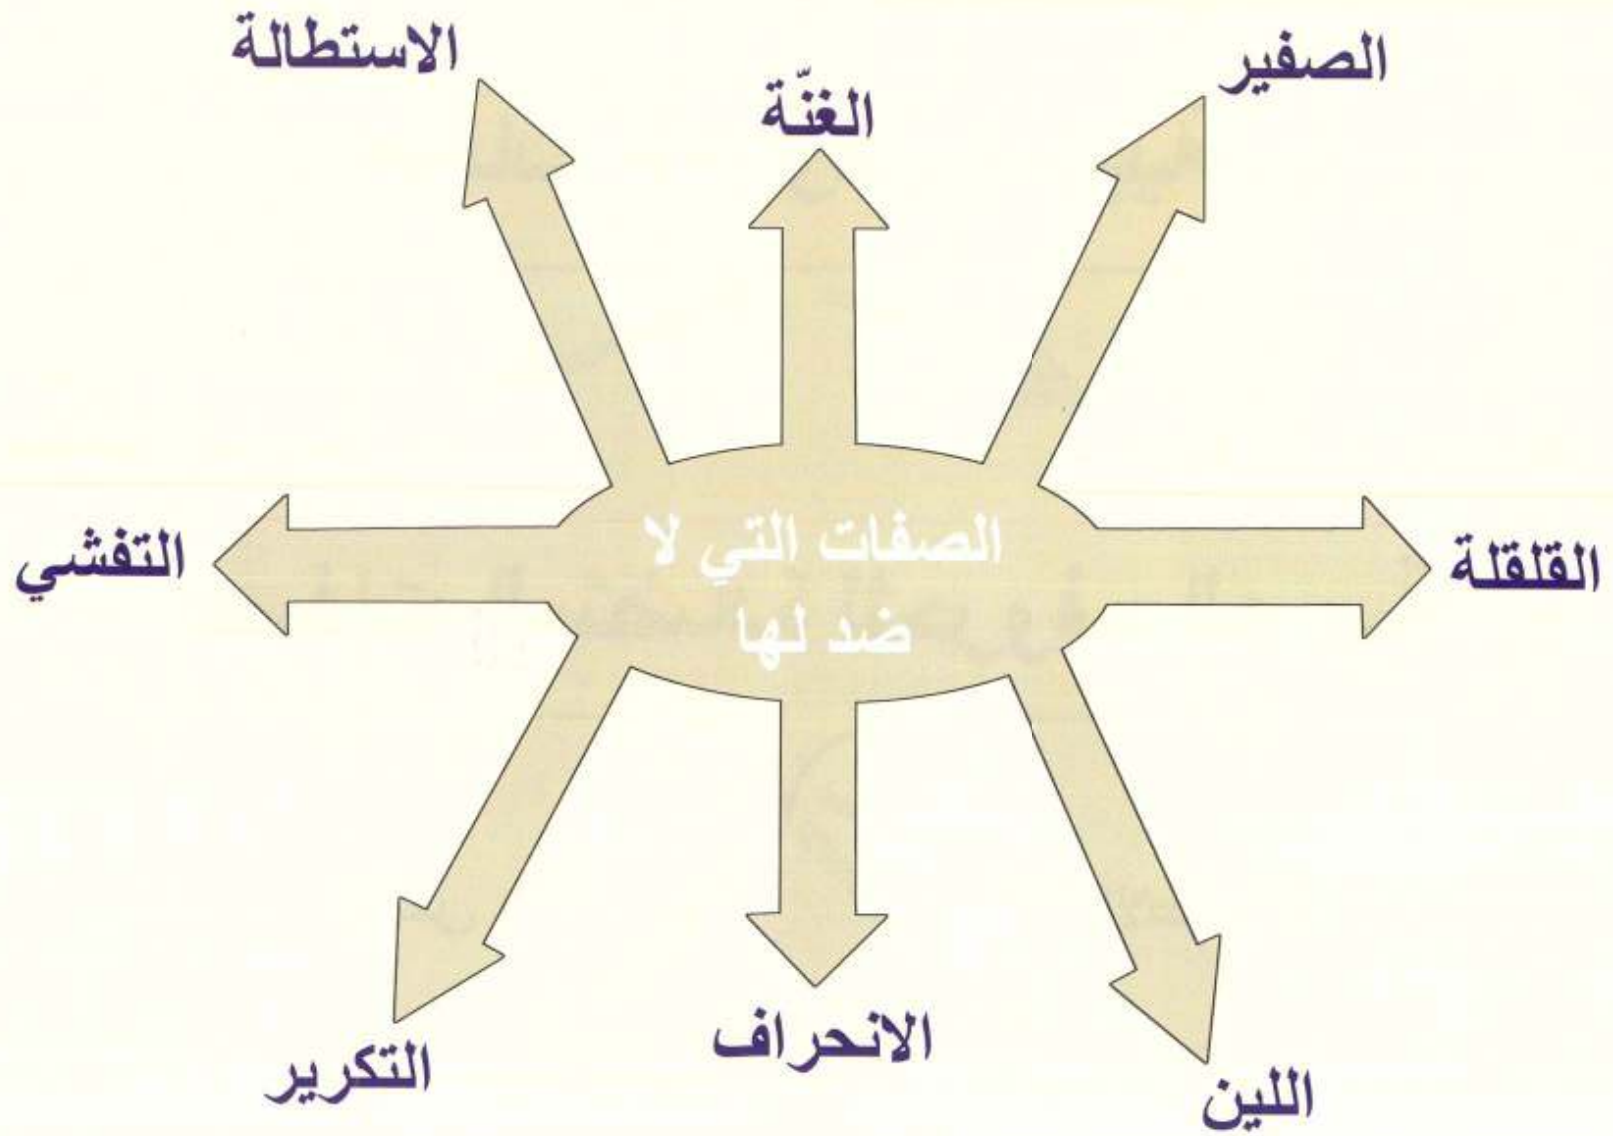 الصفير
الغنّة
الاستطالة
القلقلة
الصفات التي لا
ضد لها
التفشي
اللين
الانحراف
التكرير